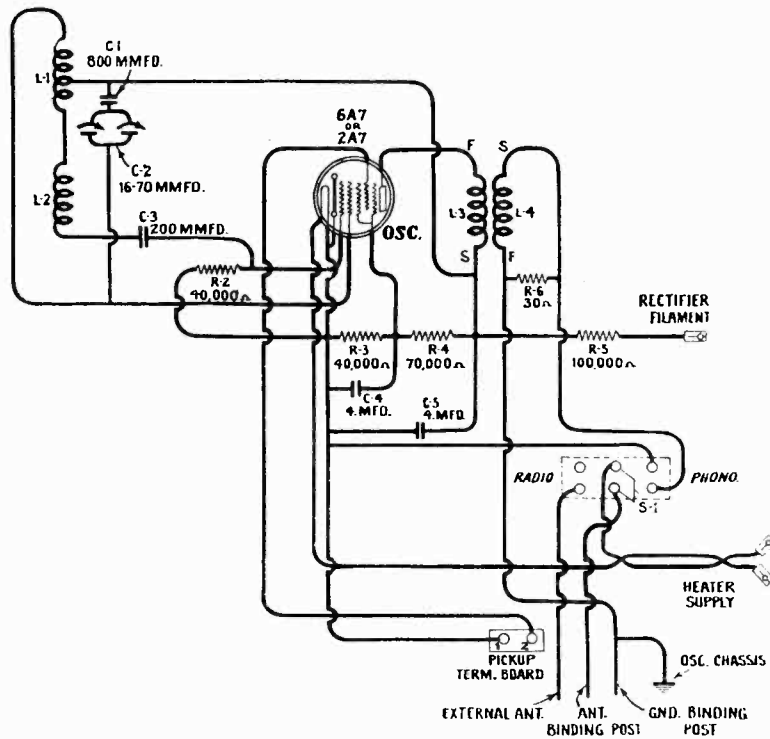 C-1
800 MMFD.
L-1
6A7
OR
2A7
F S
C-2
16-70 MMFD.
L-2
L-3
L-4
C-3
200 MMFD.
OSC.
S F
R-2
40,000Ω
R-6
30Ω
RECTIFIER
FILAMENT
R-3
40,000Ω
R-4
70,000Ω
R-5
100,000Ω
C-4
4. MFD.
C-5
4. MFD.
RADIO
PHONO.
S-1
HEATER
SUPPLY
1 2
PICKUP
TERM. BOARD
OSC. CHASSIS
EXTERNAL ANT.
ANT.
BINDING POST
GND. BINDING
POST